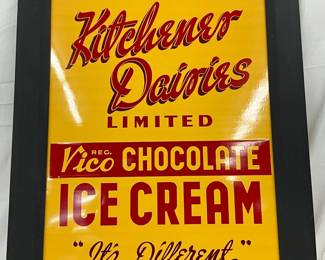 Kitchener
Dairies
LIMITED
REG.
Vico CHOCOLATE
ICE CREAM
"It's Different"